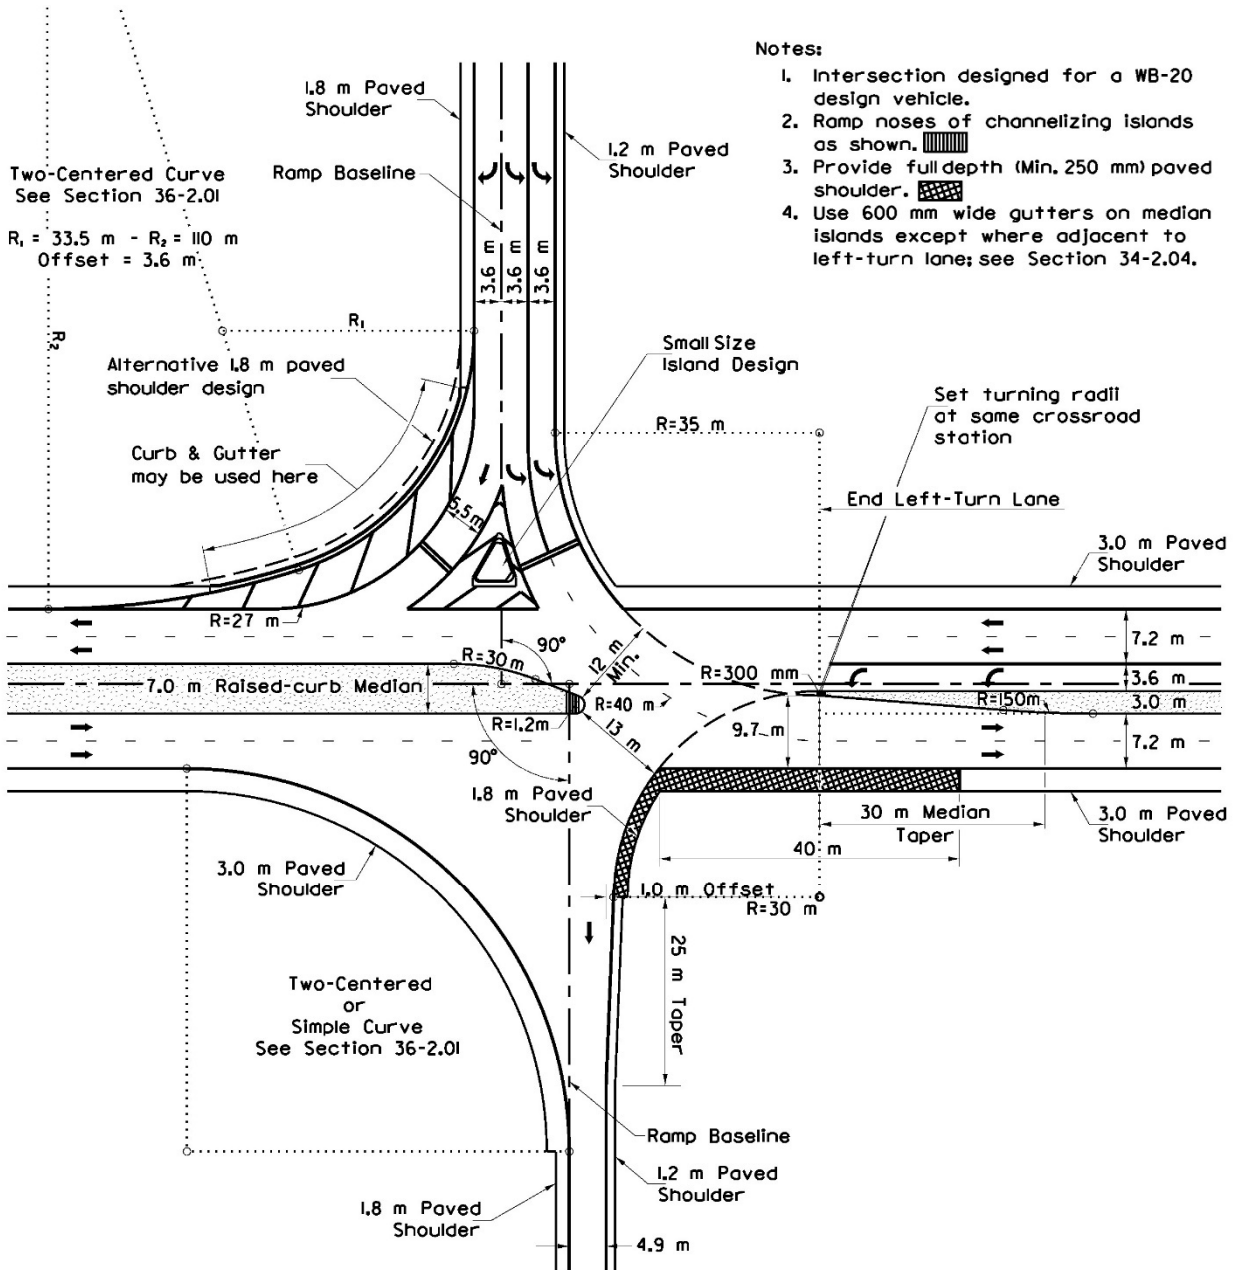 Notes:
1. Intersection designed for a WB-20
design vehicle.
2. Ramp noses of channelizing islands
as shown.
3. Provide full depth (Min. 250 mm) paved
shoulder.
4. Use 600 mm wide gutters on median
islands except where adjacent to
left-turn lane; see Section 34-2.04.
1.8 m Paved
Shoulder
Ramp Baseline
1.2 m Paved
Shoulder
Two-Centered Curve
See Section 36-2.01
R₁ = 33.5 m - R₂ = 110 m
Offset = 3.6 m
3.6 m
3.6 m
3.6 m
R₁
R₂
Alternative 1.8 m paved
shoulder design
Small Size
Island Design
Set turning radii
at same crossroad
station
R=35 m
Curb & Gutter
may be used here
End Left-Turn Lane
5.5 m
3.0 m Paved
Shoulder
R=27 m
90°
12 m
Min.
7.2 m
R=30 m
R=300 mm
3.6 m
7.0 m Raised-curb Median
R=40 m
R=150m
3.0 m
R=1.2m
9.7 m
7.2 m
13 m
90°
1.8 m Paved
Shoulder
30 m Median
Taper
3.0 m Paved
Shoulder
40 m
3.0 m Paved
Shoulder
1.0 m Offset
R=30 m
25 m Taper
Two-Centered
or
Simple Curve
See Section 36-2.01
Ramp Baseline
1.2 m Paved
Shoulder
1.8 m Paved
Shoulder
4.9 m